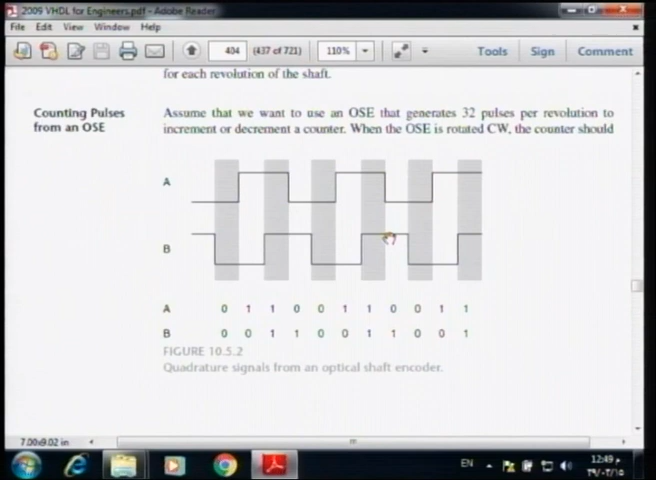 2009 VHDL for Engineers.pdf - Adobe Reader
File Edit View Window Help
404 (437 of 721) 110% Tools Sign Comment
for each revolution of the shaft.
Counting Pulses
from an OSE
Assume that we want to use an OSE that generates 32 pulses per revolution to
increment or decrement a counter. When the OSE is rotated CW, the counter should
A
B
A 0 1 1 0 0 1 1 0 0 1 1
B 0 0 1 1 0 0 1 1 0 0 1
FIGURE 10.5.2
Quadrature signals from an optical shaft encoder.
7.00x9.02 in
EN 12:49 م